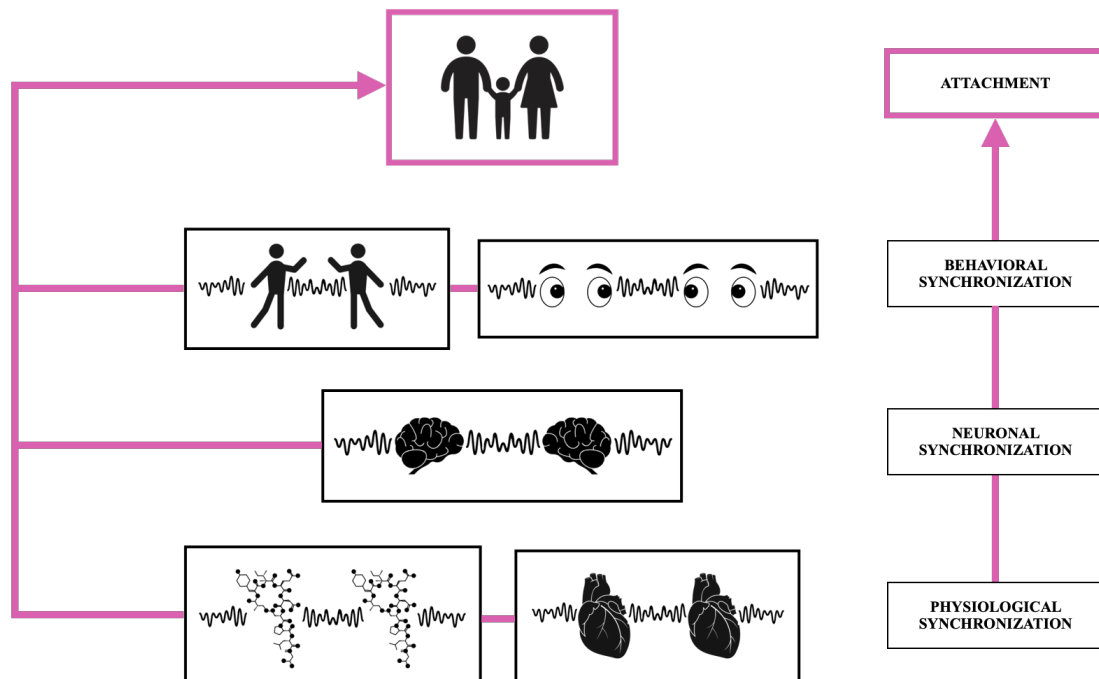 ATTACHMENT
BEHAVIORAL
SYNCHRONIZATION
NEURONAL
SYNCHRONIZATION
PHYSIOLOGICAL
SYNCHRONIZATION